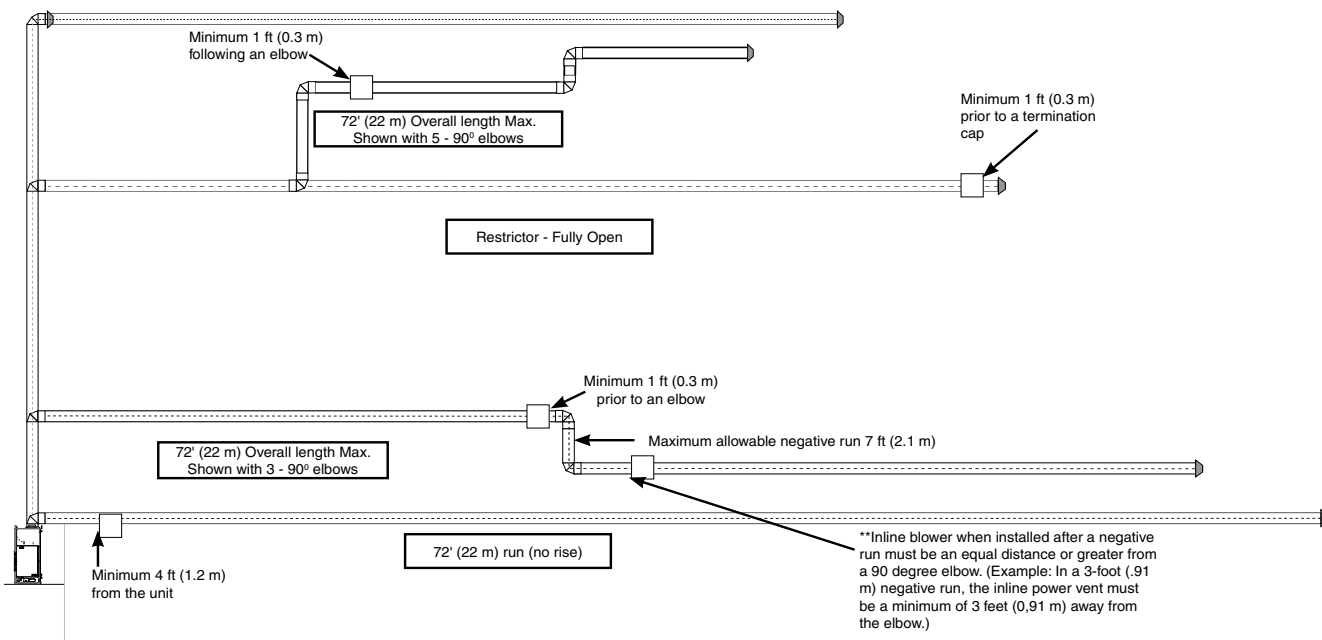 Minimum 1 ft (0.3 m)
following an elbow
72' (22 m) Overall length Max.
Shown with 5 - 90⁰ elbows
Minimum 1 ft (0.3 m)
prior to a termination
cap
Restrictor - Fully Open
Minimum 1 ft (0.3 m)
prior to an elbow
Maximum allowable negative run 7 ft (2.1 m)
72' (22 m) Overall length Max.
Shown with 3 - 90⁰ elbows
72' (22 m) run (no rise)
Minimum 4 ft (1.2 m)
from the unit
**Inline blower when installed after a negative
run must be an equal distance or greater from
a 90 degree elbow. (Example: In a 3-foot (.91
m) negative run, the inline power vent must
be a minimum of 3 feet (0,91 m) away from
the elbow.)